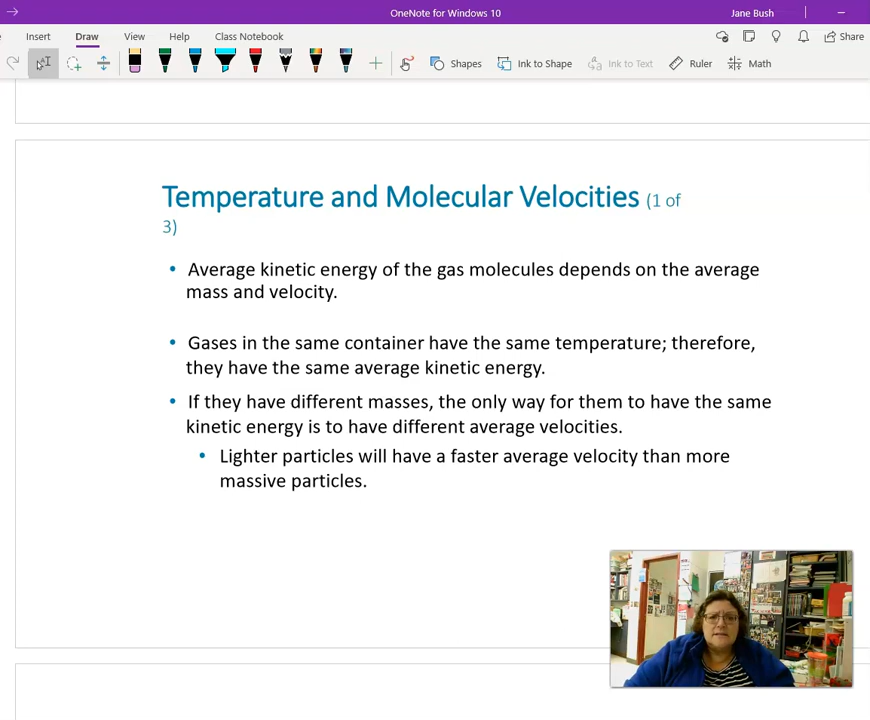 OneNote for Windows 10
Jane Bush
Insert
Draw
View
Help
Class Notebook
Share
Shapes
Ink to Shape
Ink to Text
Ruler
Math
Temperature and Molecular Velocities (1 of
3)
• Average kinetic energy of the gas molecules depends on the average
mass and velocity.
• Gases in the same container have the same temperature; therefore,
they have the same average kinetic energy.
• If they have different masses, the only way for them to have the same
kinetic energy is to have different average velocities.
• Lighter particles will have a faster average velocity than more
massive particles.